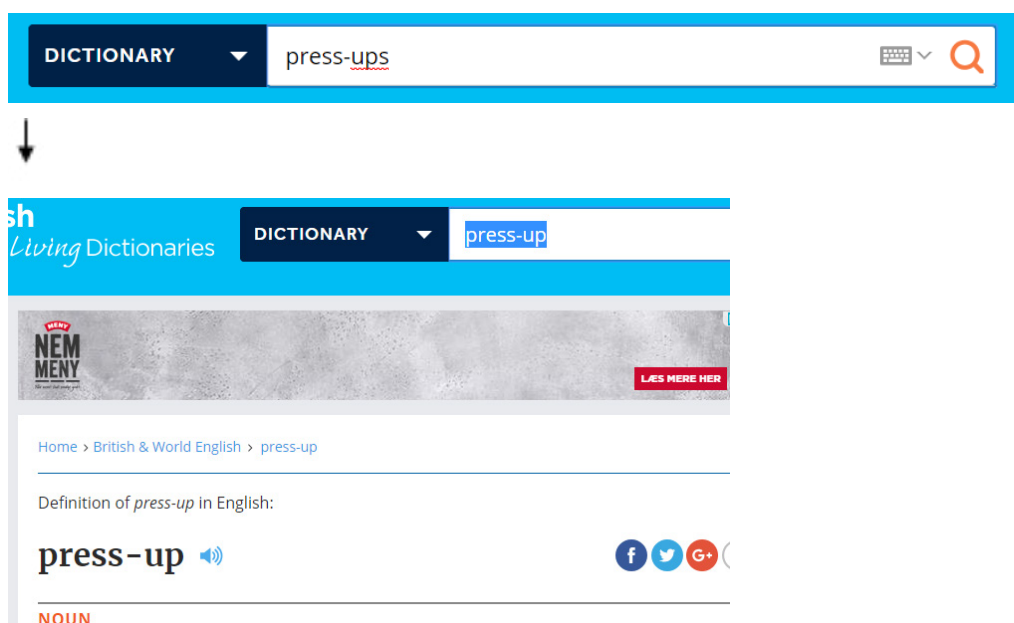 DICTIONARY press-ups
sh
Living Dictionaries DICTIONARY press-up
MENY
NEM
MENY
LÆS MERE HER
Home > British & World English > press-up
Definition of press-up in English:
press-up f G+
NOUN